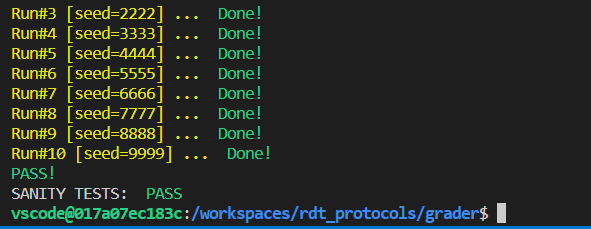 Run#3 [seed=2222] ...  Done!
Run#4 [seed=3333] ...  Done!
Run#5 [seed=4444] ...  Done!
Run#6 [seed=5555] ...  Done!
Run#7 [seed=6666] ...  Done!
Run#8 [seed=7777] ...  Done!
Run#9 [seed=8888] ...  Done!
Run#10 [seed=9999] ...  Done!
PASS!
SANITY TESTS:  PASS
vscode@017a07ec183c:/workspaces/rdt_protocols/grader$